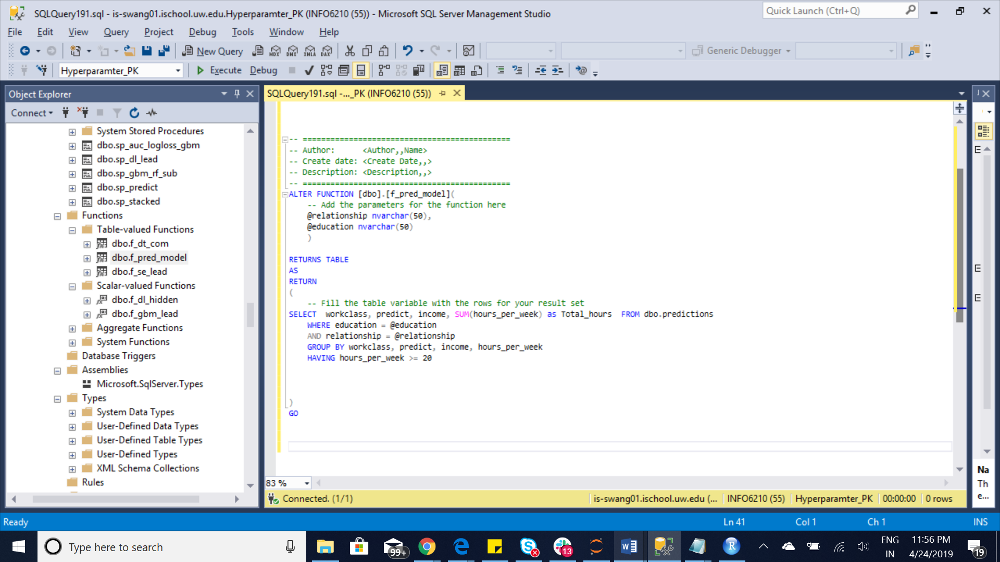 SQLQuery191.sql - is-swang01.ischool.uw.edu.Hyperparamter_PK (INFO6210 (55)) - Microsoft SQL Server Management Studio
Quick Launch (Ctrl+Q)
File Edit View Query Project Debug Tools Window Help
New Query MDX DMX XMLA DAX Generic Debugger
Hyperparamter_PK Execute Debug
Object Explorer
Connect
System Stored Procedures
dbo.sp_auc_logloss_gbm
dbo.sp_dl_lead
dbo.sp_gbm_rf_sub
dbo.sp_predict
dbo.sp_stacked
Functions
Table-valued Functions
dbo.f_dt_com
dbo.f_pred_model
dbo.f_se_lead
Scalar-valued Functions
dbo.f_dl_hidden
dbo.f_gbm_lead
Aggregate Functions
System Functions
Database Triggers
Assemblies
Microsoft.SqlServer.Types
Types
System Data Types
User-Defined Data Types
User-Defined Table Types
User-Defined Types
XML Schema Collections
Rules
SQLQuery191.sql -..._PK (INFO6210 (55))
-- =============================================
-- Author:      <Author,,Name>
-- Create date: <Create Date,,>
-- Description: <Description,,>
-- =============================================
ALTER FUNCTION [dbo].[f_pred_model](
-- Add the parameters for the function here
@relationship nvarchar(50),
@education nvarchar(50)
)
RETURNS TABLE
AS
RETURN
(
-- Fill the table variable with the rows for your result set
SELECT  workclass, predict, income, SUM(hours_per_week) as Total_hours  FROM dbo.predictions
WHERE education = @education
AND relationship = @relationship
GROUP BY workclass, predict, income, hours_per_week
HAVING hours_per_week >= 20
)
GO
83 %
Connected. (1/1) is-swang01.ischool.uw.edu (... INFO6210 (55) Hyperparamter_PK 00:00:00 0 rows
Na
Th
e...
Ready Ln 41 Col 1 Ch 1 INS
Type here to search
99+
13
ENG
IN
11:56 PM
4/24/2019
19